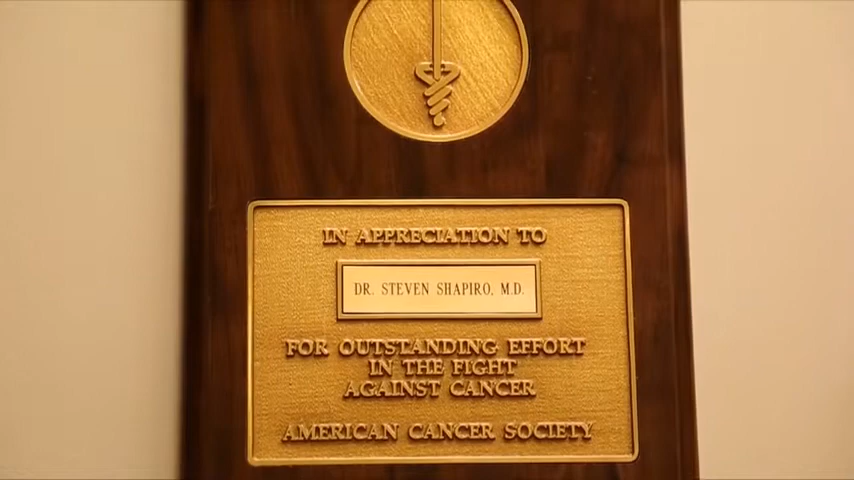 IN APPRECIATION TO
DR. STEVEN SHAPIRO, M.D.
FOR OUTSTANDING EFFORT
IN THE FIGHT
AGAINST CANCER
AMERICAN CANCER SOCIETY